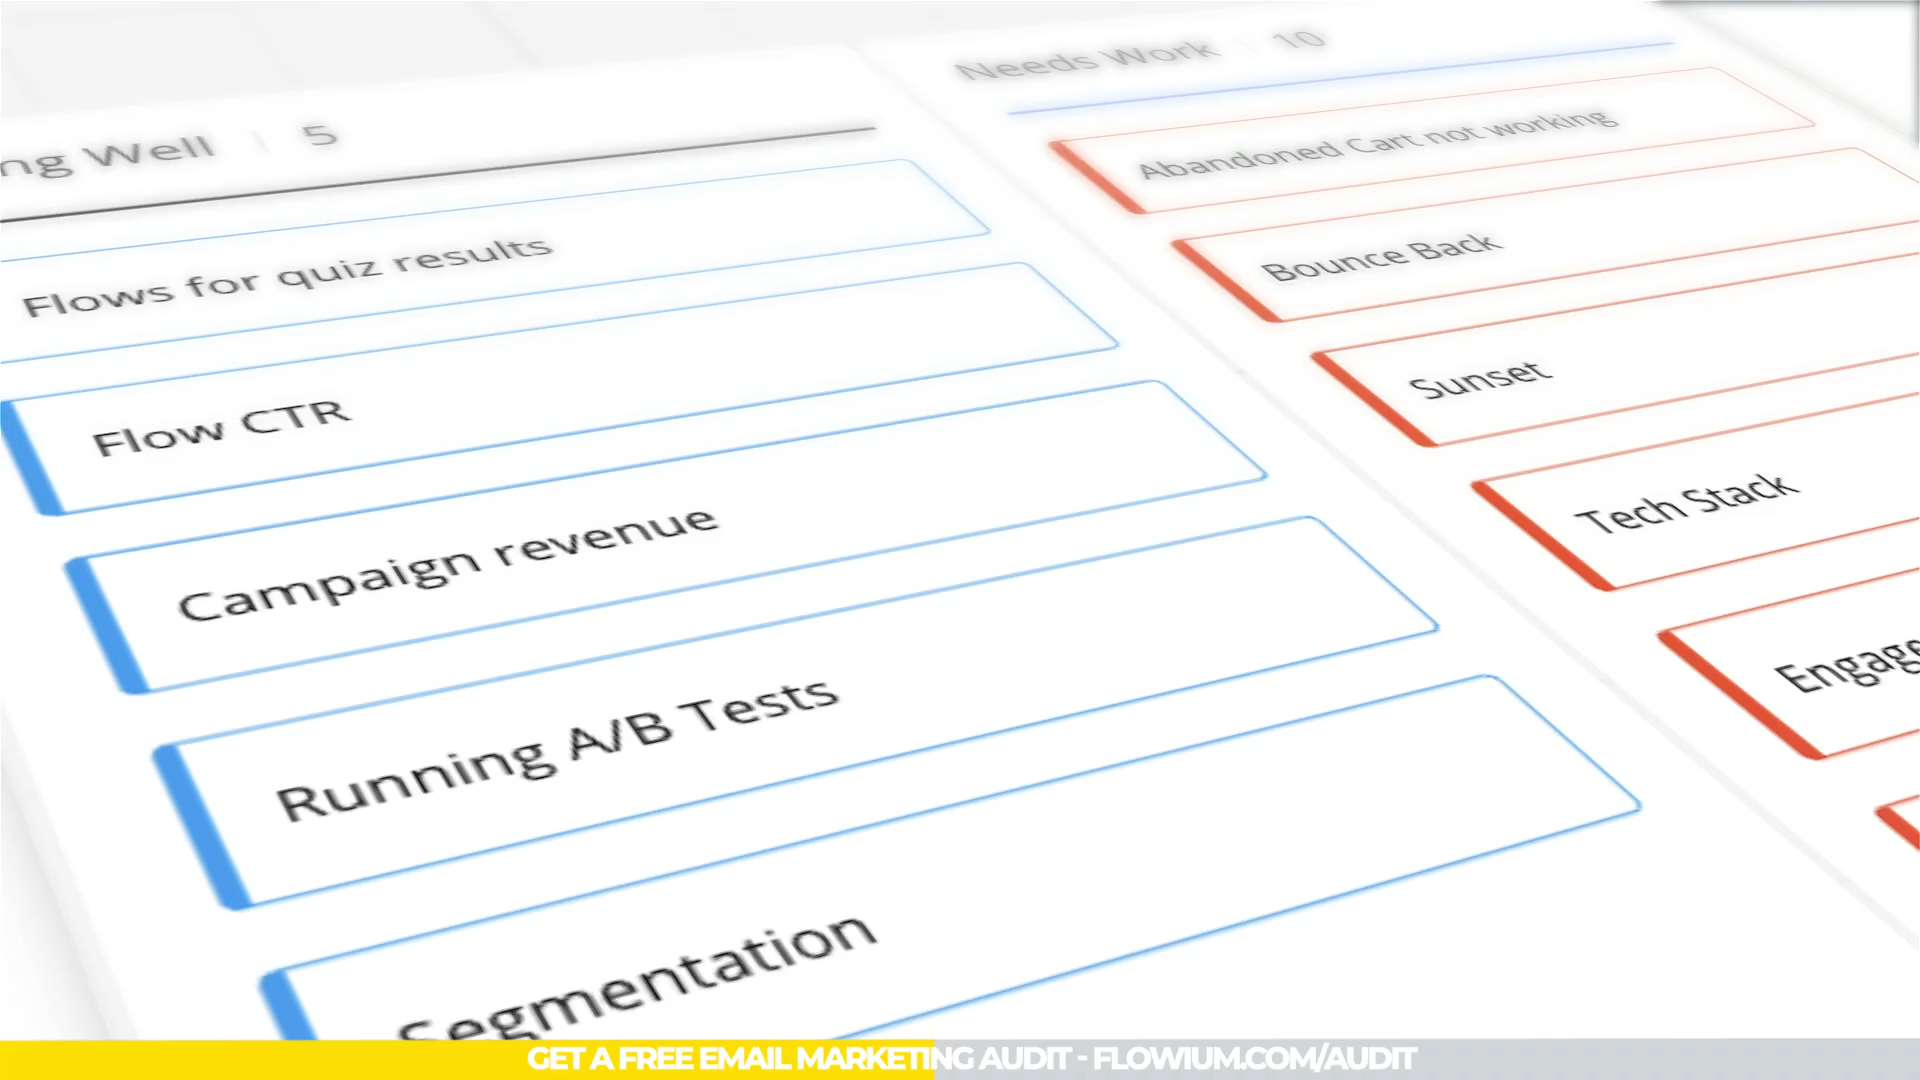 ng Well | 5
Flows for quiz results
Flow CTR
Campaign revenue
Running A/B Tests
Segmentation
Needs Work 10
Abandoned Cart not working
Bounce Back
Sunset
Tech Stack
Engage
GET A FREE EMAIL MARKETING AUDIT - FLOWIUM.COM/AUDIT